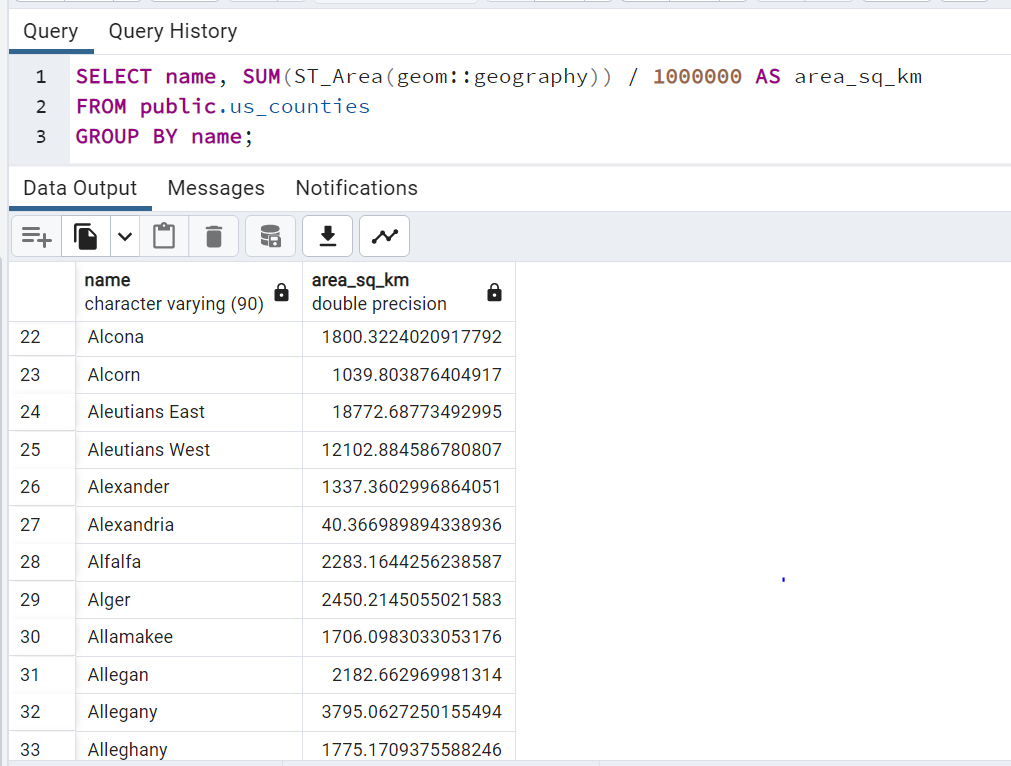 Query Query History
1 SELECT name, SUM(ST_Area(geom::geography)) / 1000000 AS area_sq_km
2 FROM public.us_counties
3 GROUP BY name;
Data Output Messages Notifications
name area_sq_km
character varying (90) double precision
22 Alcona 1800.3224020917792
23 Alcorn 1039.803876404917
24 Aleutians East 18772.68773492995
25 Aleutians West 12102.884586780807
26 Alexander 1337.3602996864051
27 Alexandria 40.366989894338936
28 Alfalfa 2283.1644256238587
29 Alger 2450.2145055021583
30 Allamakee 1706.0983033053176
31 Allegan 2182.662969981314
32 Allegany 3795.0627250155494
33 Alleghany 1775.1709375588246